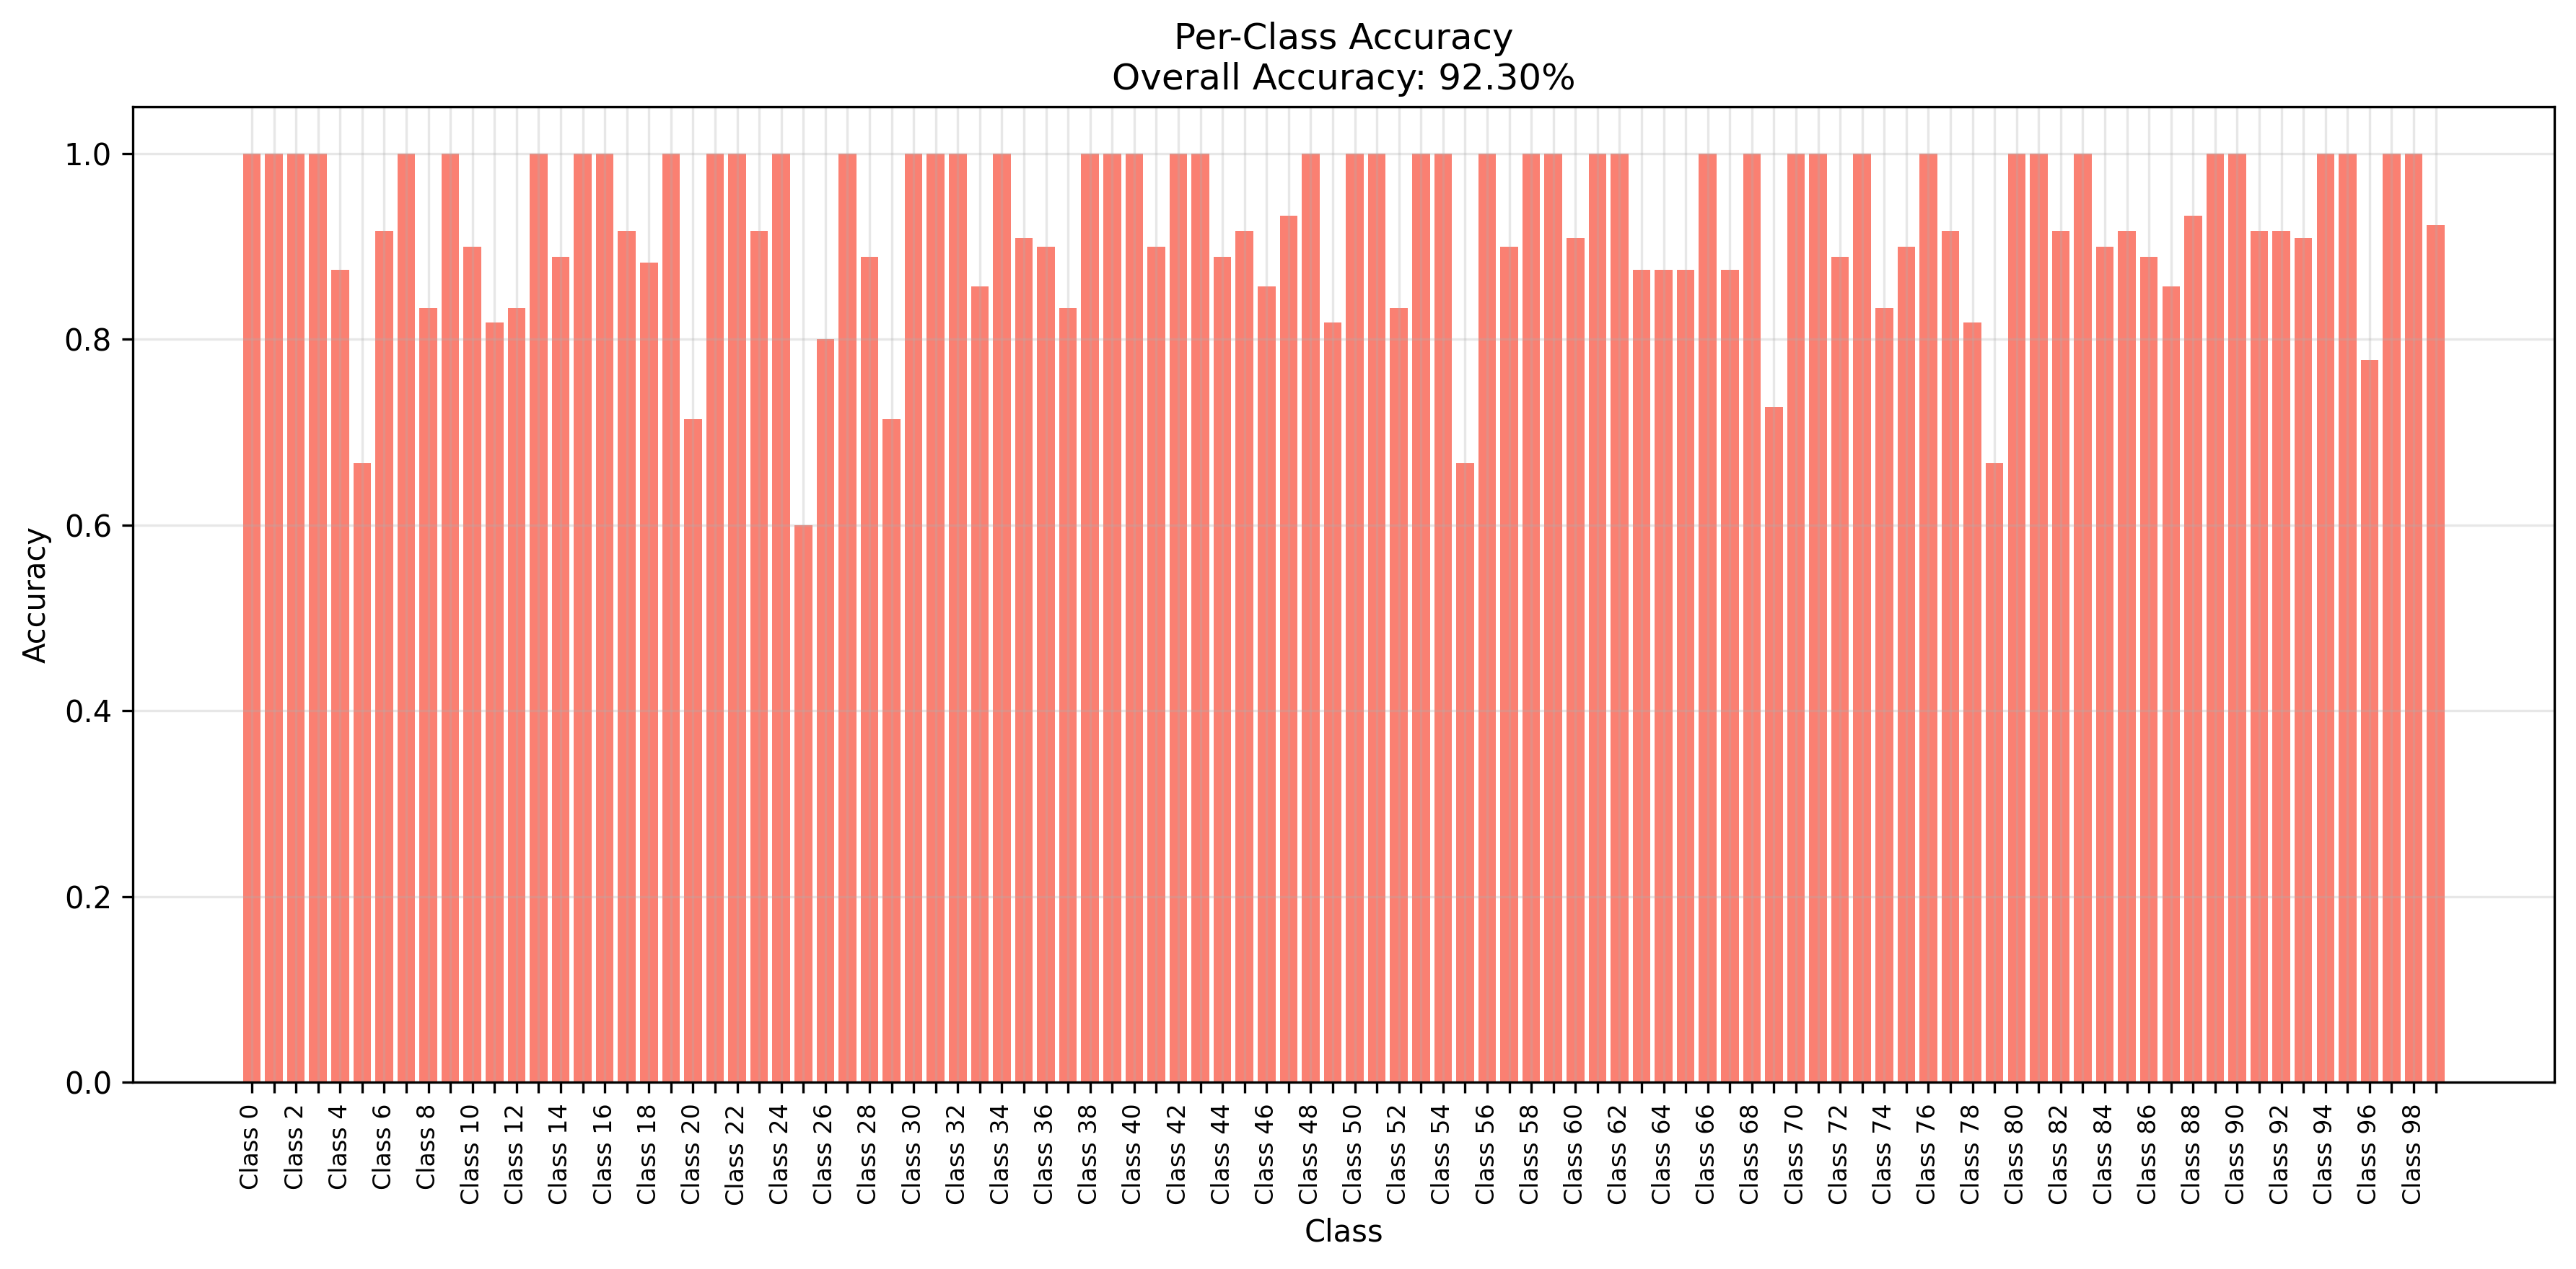 Per-Class Accuracy
Overall Accuracy: 92.30%
Accuracy
1.0
0.8
0.6
0.4
0.2
0.0
Class 0
Class 2
Class 4
Class 6
Class 8
Class 10
Class 12
Class 14
Class 16
Class 18
Class 20
Class 22
Class 24
Class 26
Class 28
Class 30
Class 32
Class 34
Class 36
Class 38
Class 40
Class 42
Class 44
Class 46
Class 48
Class 50
Class 52
Class 54
Class 56
Class 58
Class 60
Class 62
Class 64
Class 66
Class 68
Class 70
Class 72
Class 74
Class 76
Class 78
Class 80
Class 82
Class 84
Class 86
Class 88
Class 90
Class 92
Class 94
Class 96
Class 98
Class